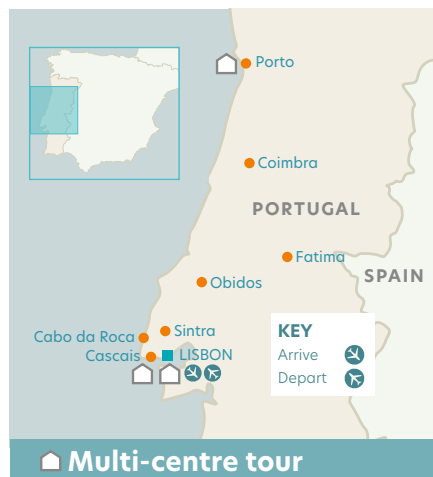 Porto
Coimbra
PORTUGAL
Fatima
SPAIN
Obidos
Sintra
Cabo da Roca
LISBON
Cascais
KEY
Arrive
Depart
Multi-centre tour